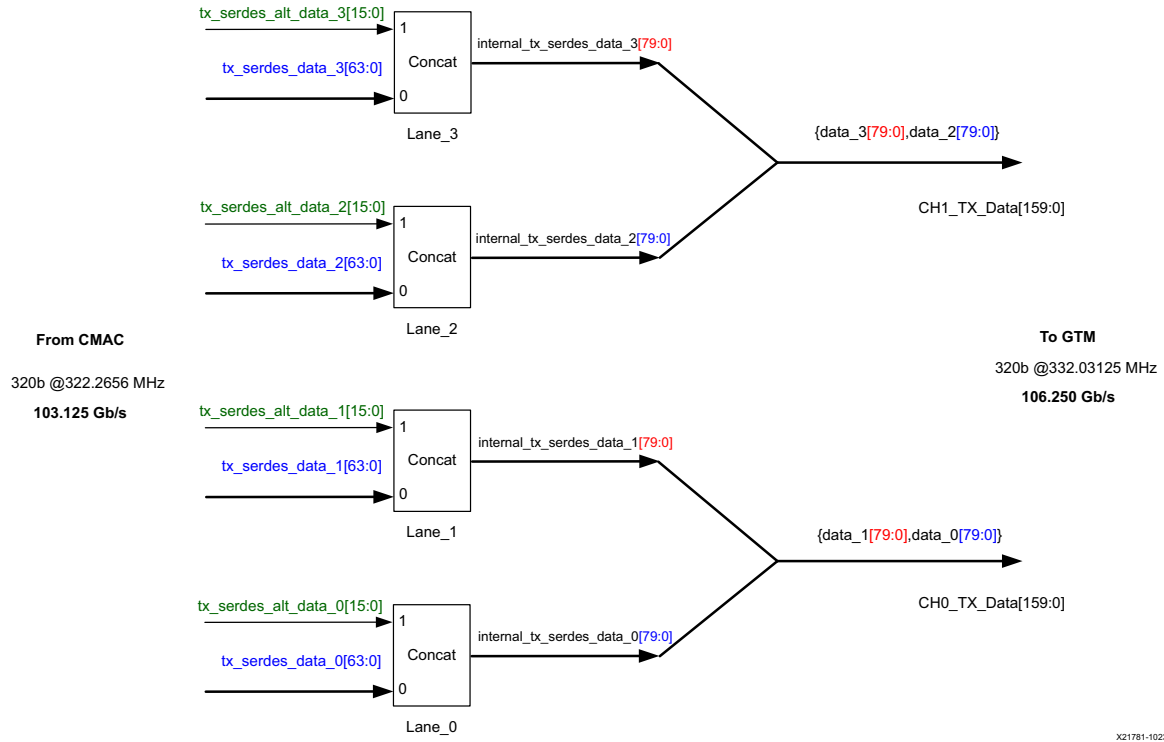 tx_serdes_alt_data_3[15:0]
1
internal_tx_serdes_data_3[79:0]
Concat
tx_serdes_data_3[63:0]
0
Lane_3
{data_3[79:0],data_2[79:0]}
CH1_TX_Data[159:0]
tx_serdes_alt_data_2[15:0]
1
internal_tx_serdes_data_2[79:0]
Concat
tx_serdes_data_2[63:0]
0
Lane_2
From CMAC
320b @322.2656 MHz
103.125 Gb/s
To GTM
320b @332.03125 MHz
106.250 Gb/s
tx_serdes_alt_data_1[15:0]
1
internal_tx_serdes_data_1[79:0]
Concat
tx_serdes_data_1[63:0]
0
Lane_1
{data_1[79:0],data_0[79:0]}
CH0_TX_Data[159:0]
tx_serdes_alt_data_0[15:0]
1
internal_tx_serdes_data_0[79:0]
Concat
tx_serdes_data_0[63:0]
0
Lane_0